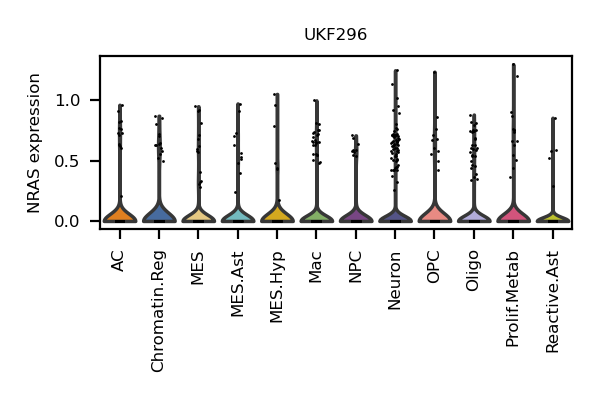 UKF296
NRAS expression
1.0
0.5
0.0
AC
Chromatin.Reg
MES
MES.Ast
MES.Hyp
Mac
NPC
Neuron
OPC
Oligo
Prolif.Metab
Reactive.Ast